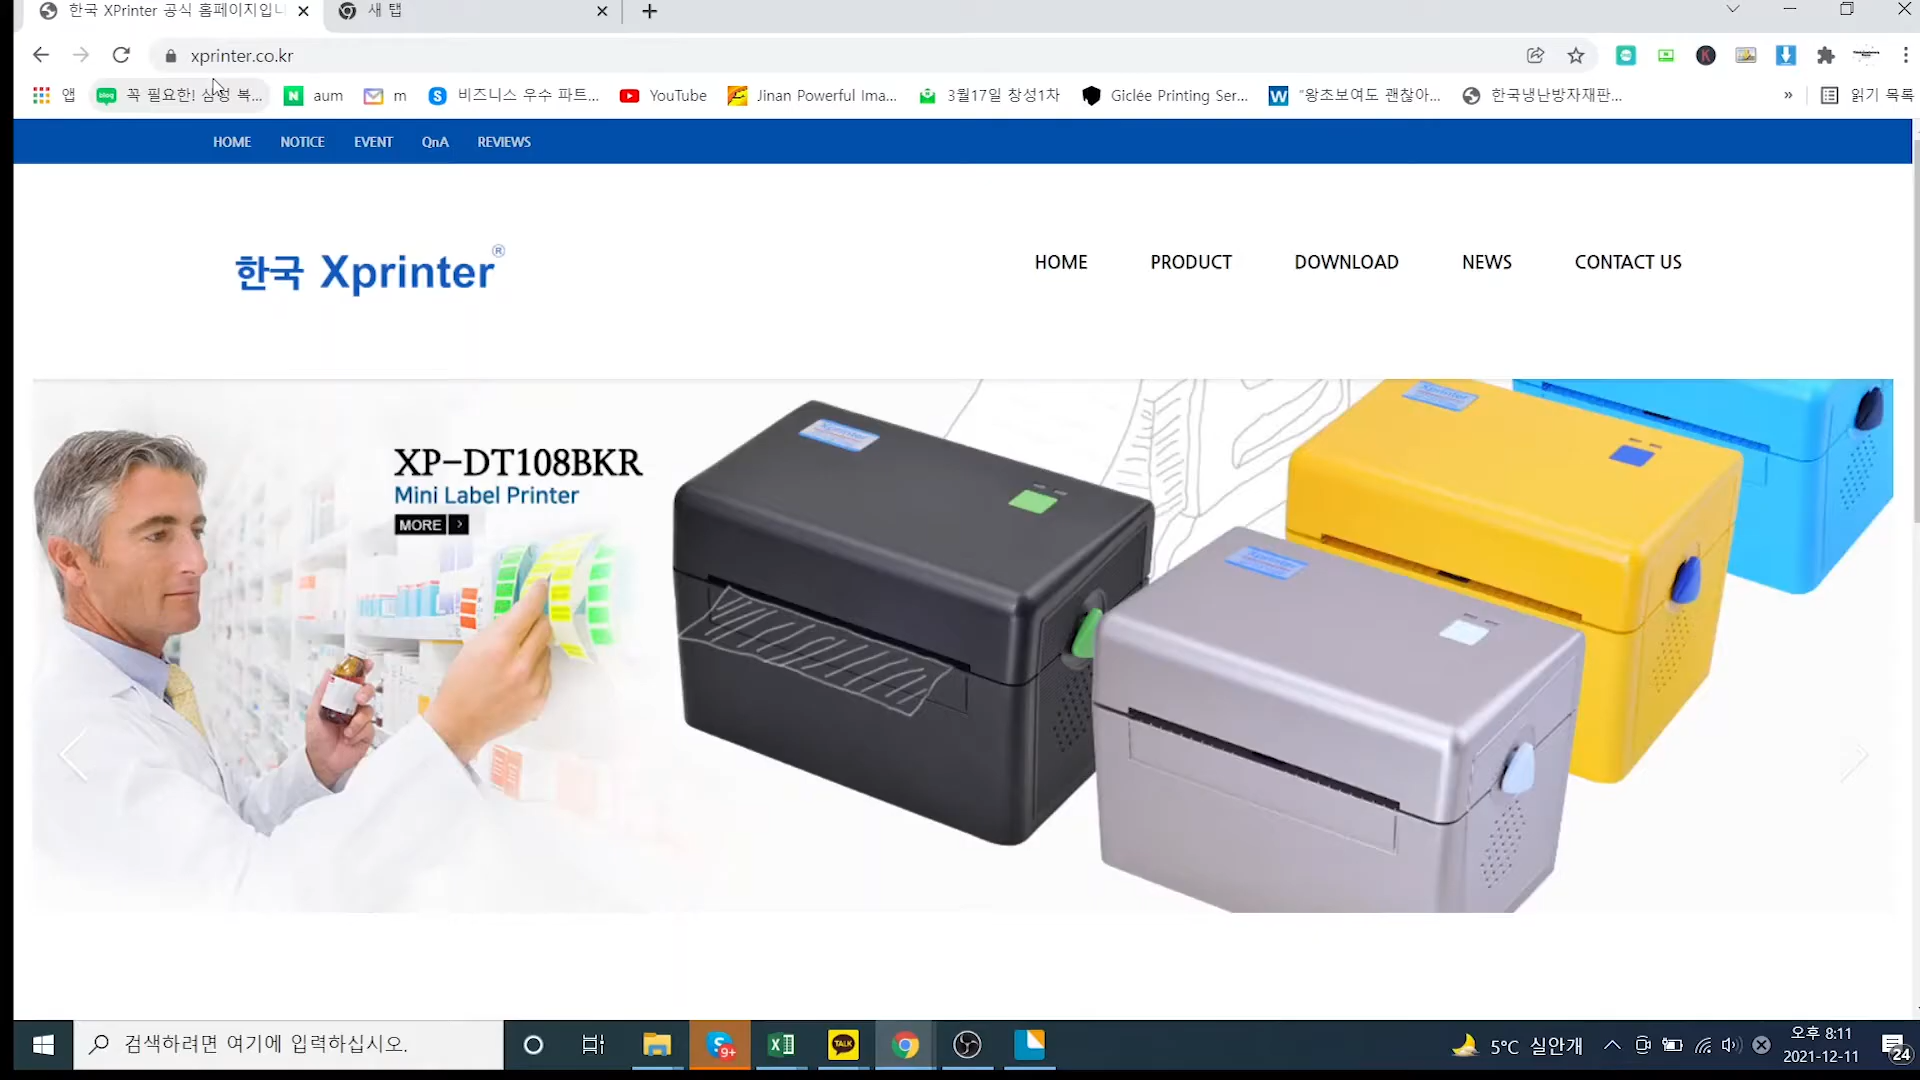 한국 XPrinter 공식 홈페이지입니
새 탭
xprinter.co.kr
앱
꼭 필요한! 삼성 복...
aum
m
비즈니스 우수 파트...
YouTube
Jinan Powerful Ima...
3월17일 창성1차
Giclée Printing Ser...
"왕초보여도 괜찮아...
한국냉난방자재판...
»
읽기 목록
HOME NOTICE EVENT QnA REVIEWS
한국 Xprinter®
HOME PRODUCT DOWNLOAD NEWS CONTACT US
XP-DT108BKR
Mini Label Printer
MORE >
Xprinter
Xprinter
Xprinter
검색하려면 여기에 입력하십시오.
9+
TALK
5°C 실안개
오후 8:11
2021-12-11
24